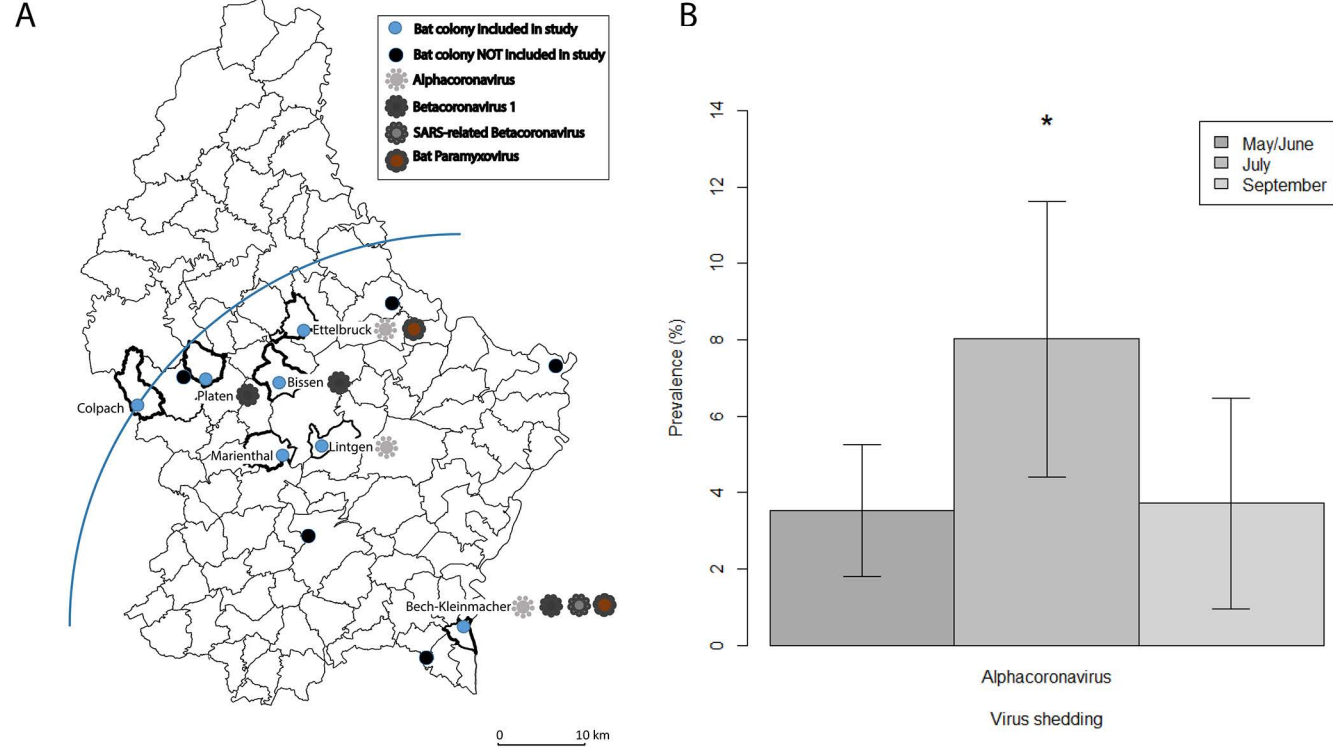 A
Bat colony included in study
Bat colony NOT included in study
Alphacoronavirus
Betacoronavirus 1
SARS-related Betacoronavirus
Bat Paramyxovirus
Ettelbruck
Platen
Bissen
Colpach
Marienthal
Lintgen
Bech-Kleinmacher
0 10 km
B
*
May/June
July
September
Prevalence (%)
14
12
10
8
6
4
2
0
Alphacoronavirus
Virus shedding